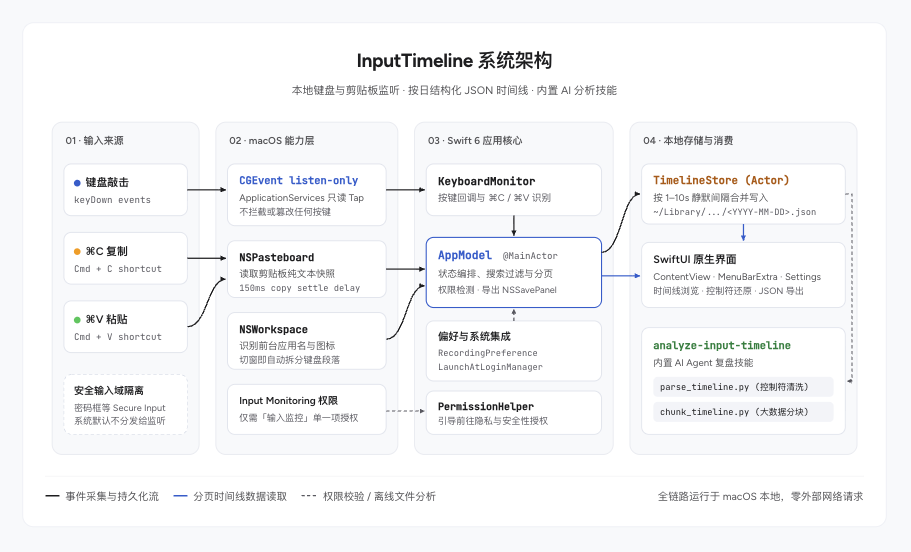 InputTimeline 系统架构
本地键盘与剪贴板监听 · 按日结构化 JSON 时间线 · 内置 AI 分析技能
01 · 输入来源
键盘敲击
keyDown events
⌘C 复制
Cmd + C shortcut
⌘V 粘贴
Cmd + V shortcut
安全输入域隔离
密码框等 Secure Input
系统默认不分发给监听
02 · macOS 能力层
CGEvent listen-only
ApplicationServices 只读 Tap
不拦截或篡改任何按键
NSPasteboard
读取剪贴板纯文本快照
150ms copy settle delay
NSWorkspace
识别前台应用名与图标
切窗即自动拆分键盘段落
Input Monitoring 权限
仅需「输入监控」单一项授权
03 · Swift 6 应用核心
KeyboardMonitor
按键回调与 ⌘C / ⌘V 识别
AppModel @MainActor
状态编排、搜索过滤与分页
权限检测 · 导出 NSSavePanel
偏好与系统集成
RecordingPreference
LaunchAtLoginManager
PermissionHelper
引导前往隐私与安全性授权
04 · 本地存储与消费
TimelineStore (Actor)
按 1–10s 静默间隔合并写入
~/Library/.../<YYYY-MM-DD>.json
SwiftUI 原生界面
ContentView · MenuBarExtra · Settings
时间线浏览 · 控制符还原 · JSON 导出
analyze-input-timeline
内置 AI Agent 复盘技能
parse_timeline.py (控制符清洗)
chunk_timeline.py (大数据分块)
事件采集与持久化流
分页时间线数据读取
权限校验 / 离线文件分析
全链路运行于 macOS 本地，零外部网络请求